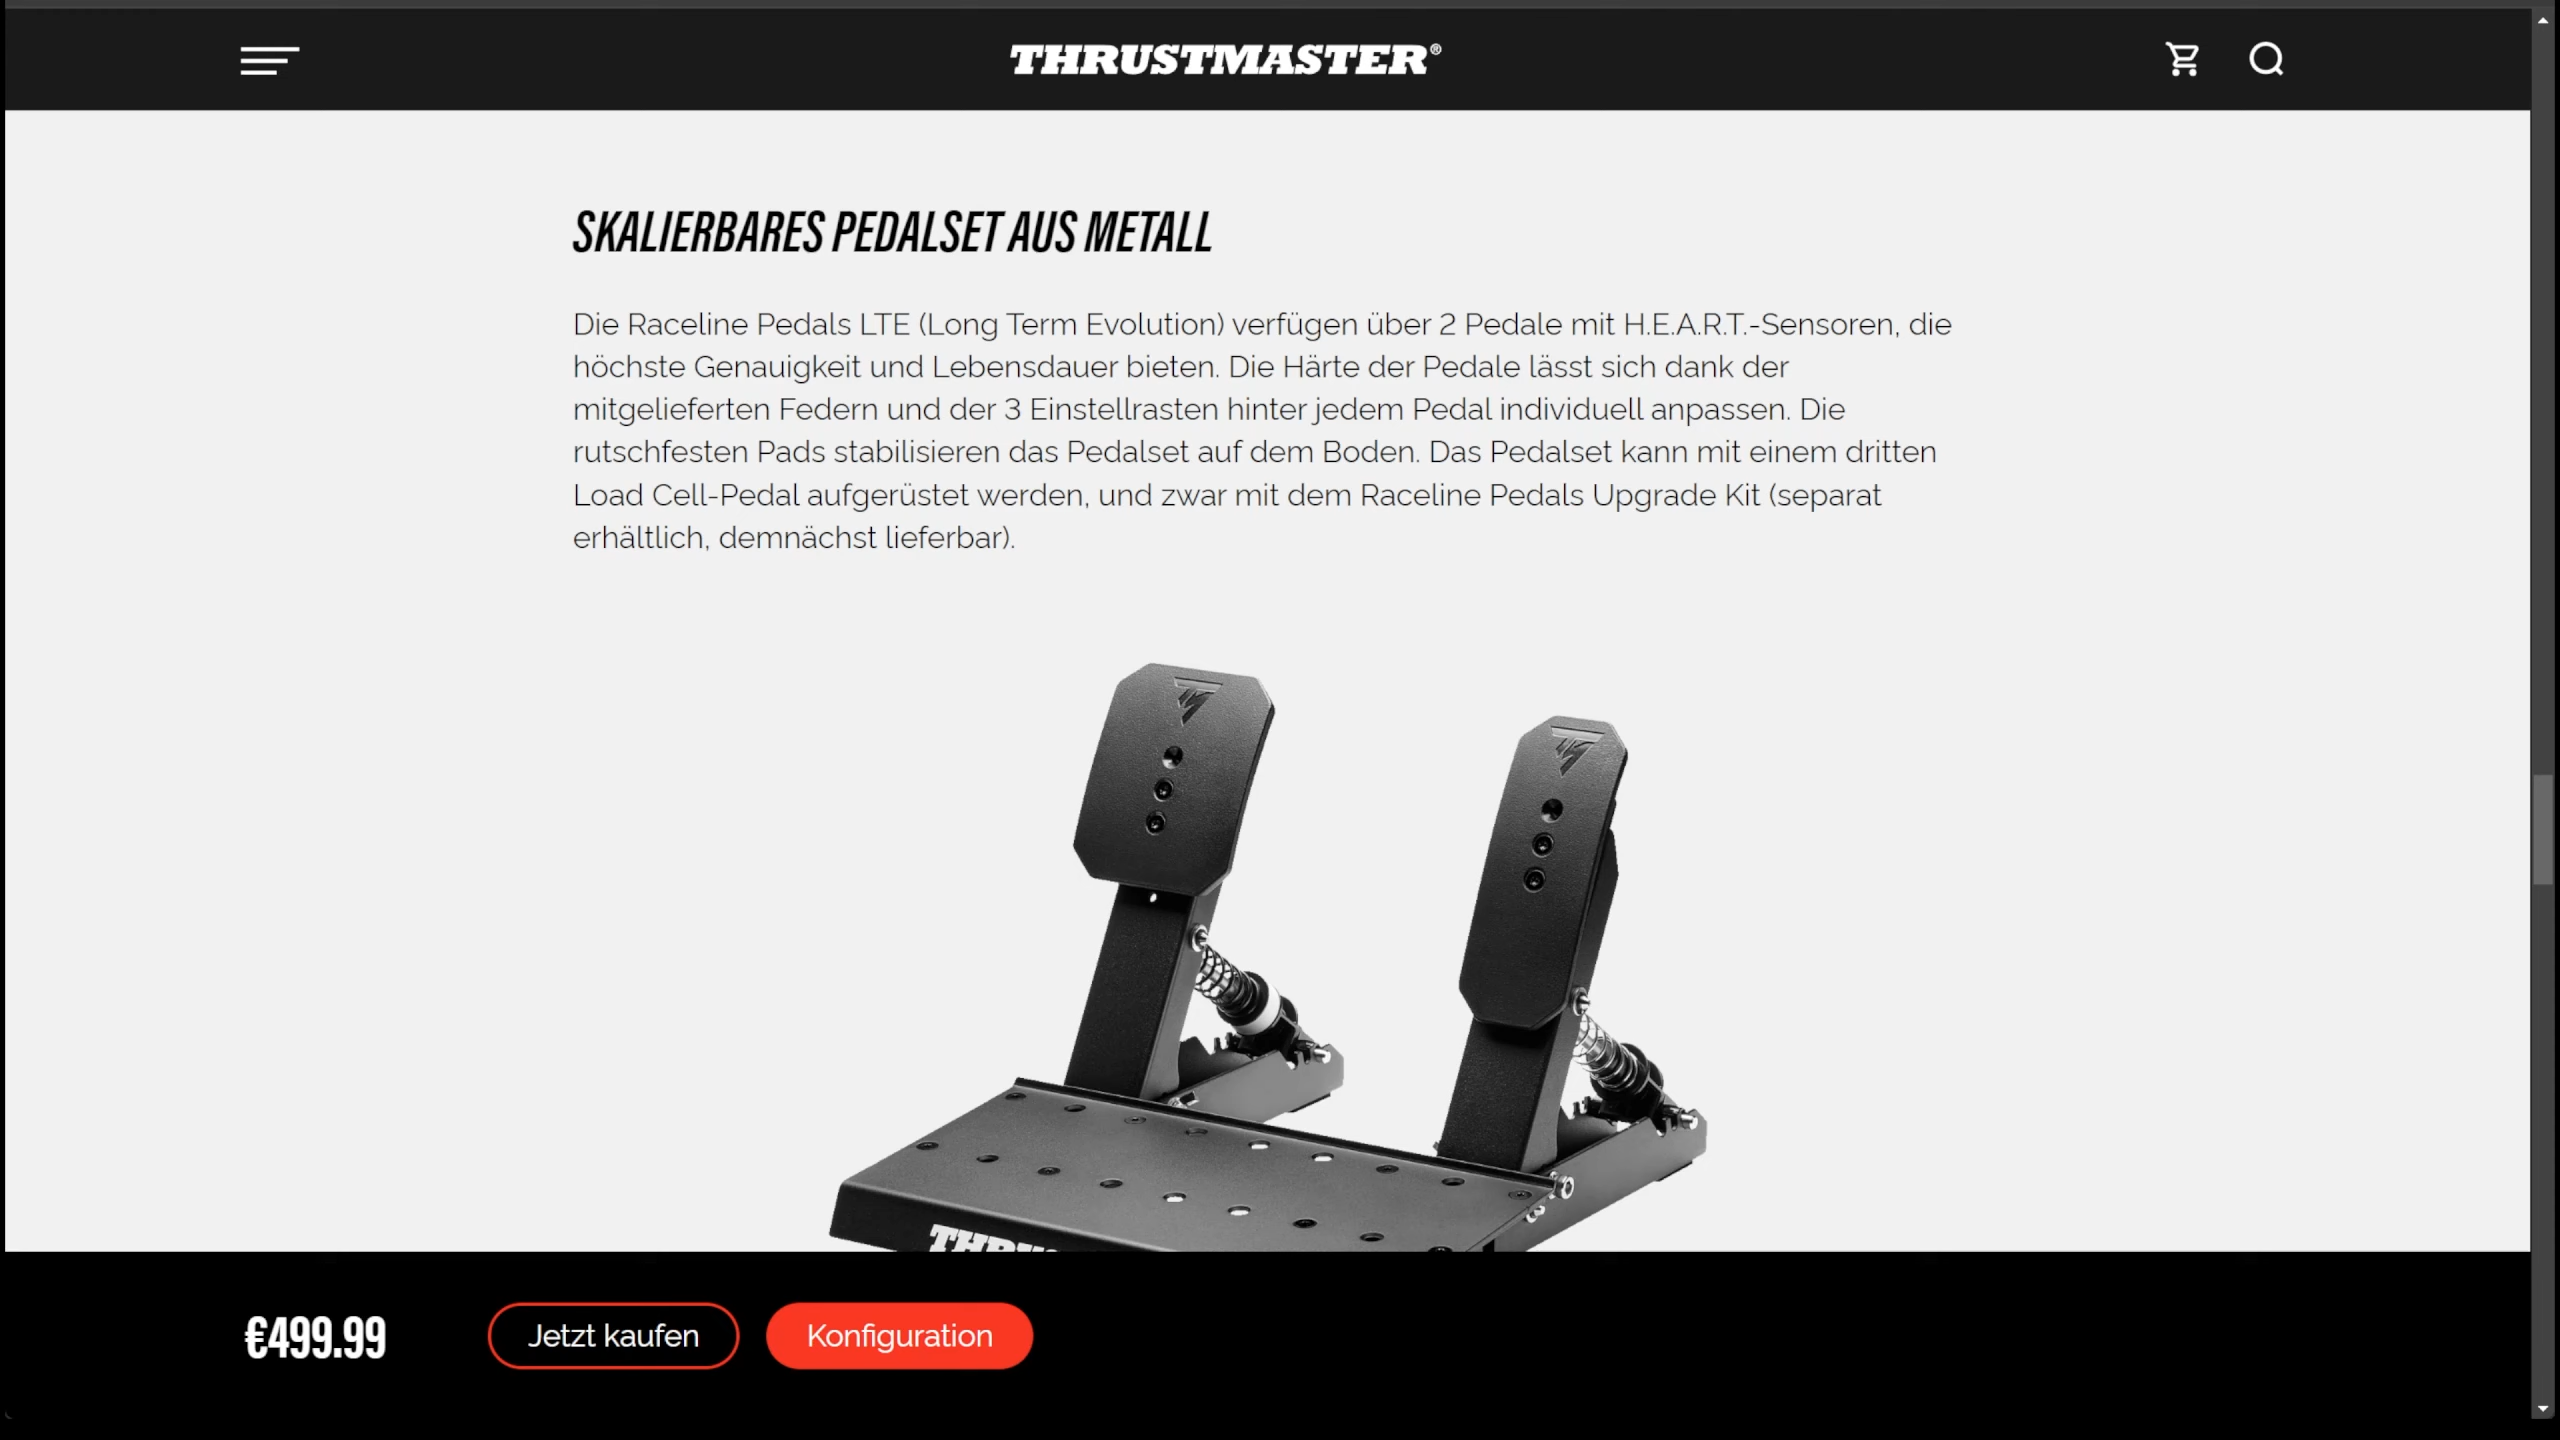 THRUSTMASTER®
SKALIERBARES PEDALSET AUS METALL
Die Raceline Pedals LTE (Long Term Evolution) verfügen über 2 Pedale mit H.E.A.R.T.-Sensoren, die
höchste Genauigkeit und Lebensdauer bieten. Die Härte der Pedale lässt sich dank der
mitgelieferten Federn und der 3 Einstellrasten hinter jedem Pedal individuell anpassen. Die
rutschfesten Pads stabilisieren das Pedalset auf dem Boden. Das Pedalset kann mit einem dritten
Load Cell-Pedal aufgerüstet werden, und zwar mit dem Raceline Pedals Upgrade Kit (separat
erhältlich, demnächst lieferbar).
€499.99
Jetzt kaufen
Konfiguration